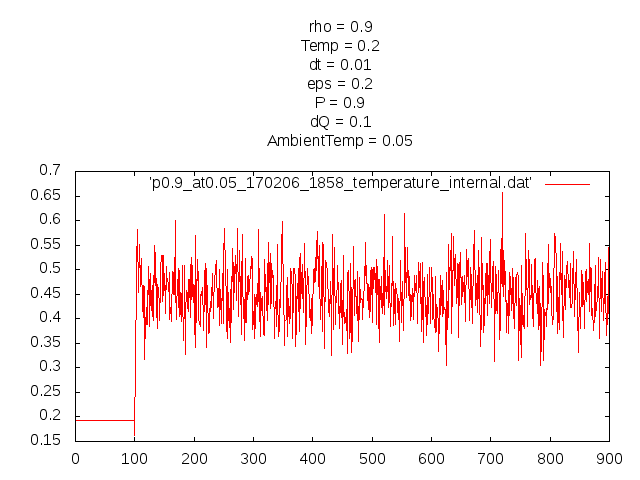 rho = 0.9
Temp = 0.2
dt = 0.01
eps = 0.2
P = 0.9
dQ = 0.1
AmbientTemp = 0.05
0.7
'p0.9_at0.05_170206_1858_temperature_internal.dat'
0.65
0.6
0.55
0.5
0.45
0.4
0.35
0.3
0.25
0.2
0.15
0 100 200 300 400 500 600 700 800 900